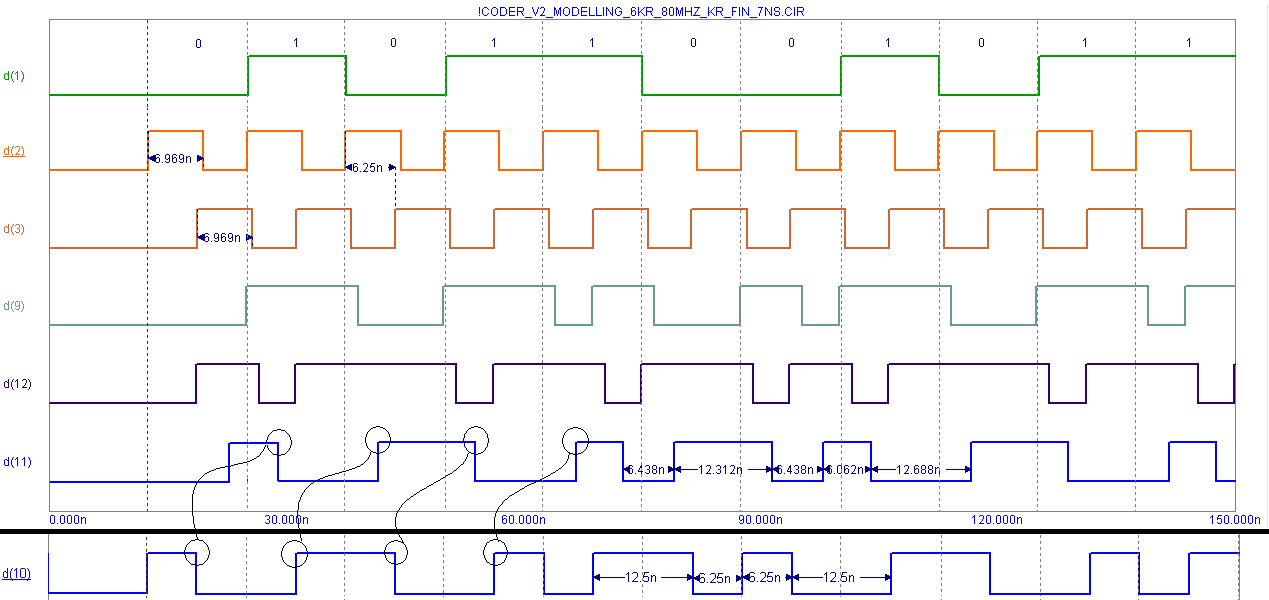 !CODER_V2_MODELLING_6KR_80MHZ_KR_FIN_7NS.CIR
0 1 0 1 1 0 0 1 0 1 1
d(1)
d(2)
6.969n 6.25n
d(3)
6.969n
d(9)
d(12)
d(11)
6.438n 12.312n 6.438n 6.062n 12.688n
0.000n 30.000n 60.000n 90.000n 120.000n 150.000n
d(10)
12.5n 6.25n 6.25n 12.5n